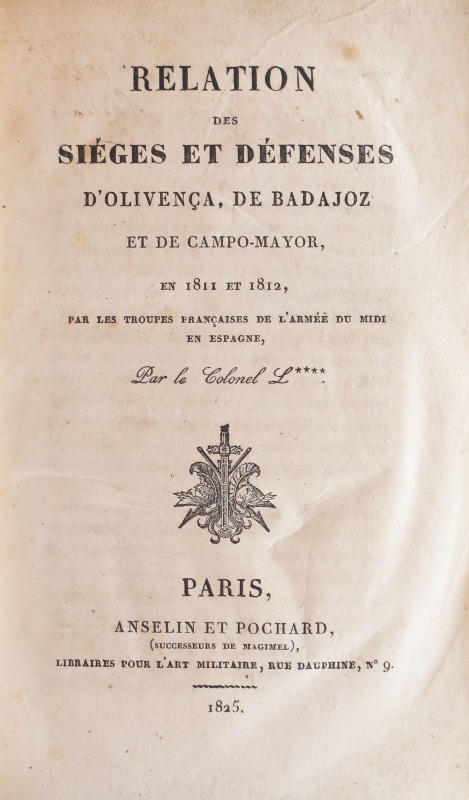 RELATION
DES
SIÉGES ET DÉFENSES
D'OLIVENÇA, DE BADAJOZ
ET DE CAMPO-MAYOR,
EN 1811 ET 1812,
PAR LES TROUPES FRANÇAISES DE L'ARMÉE DU MIDI
EN ESPAGNE,
Par le Colonel L****.
PARIS,
ANSELIN ET POCHARD,
(SUCCESSEURS DE MAGIMEL),
LIBRAIRES POUR L'ART MILITAIRE, RUE DAUPHINE, N° 9.
1825.